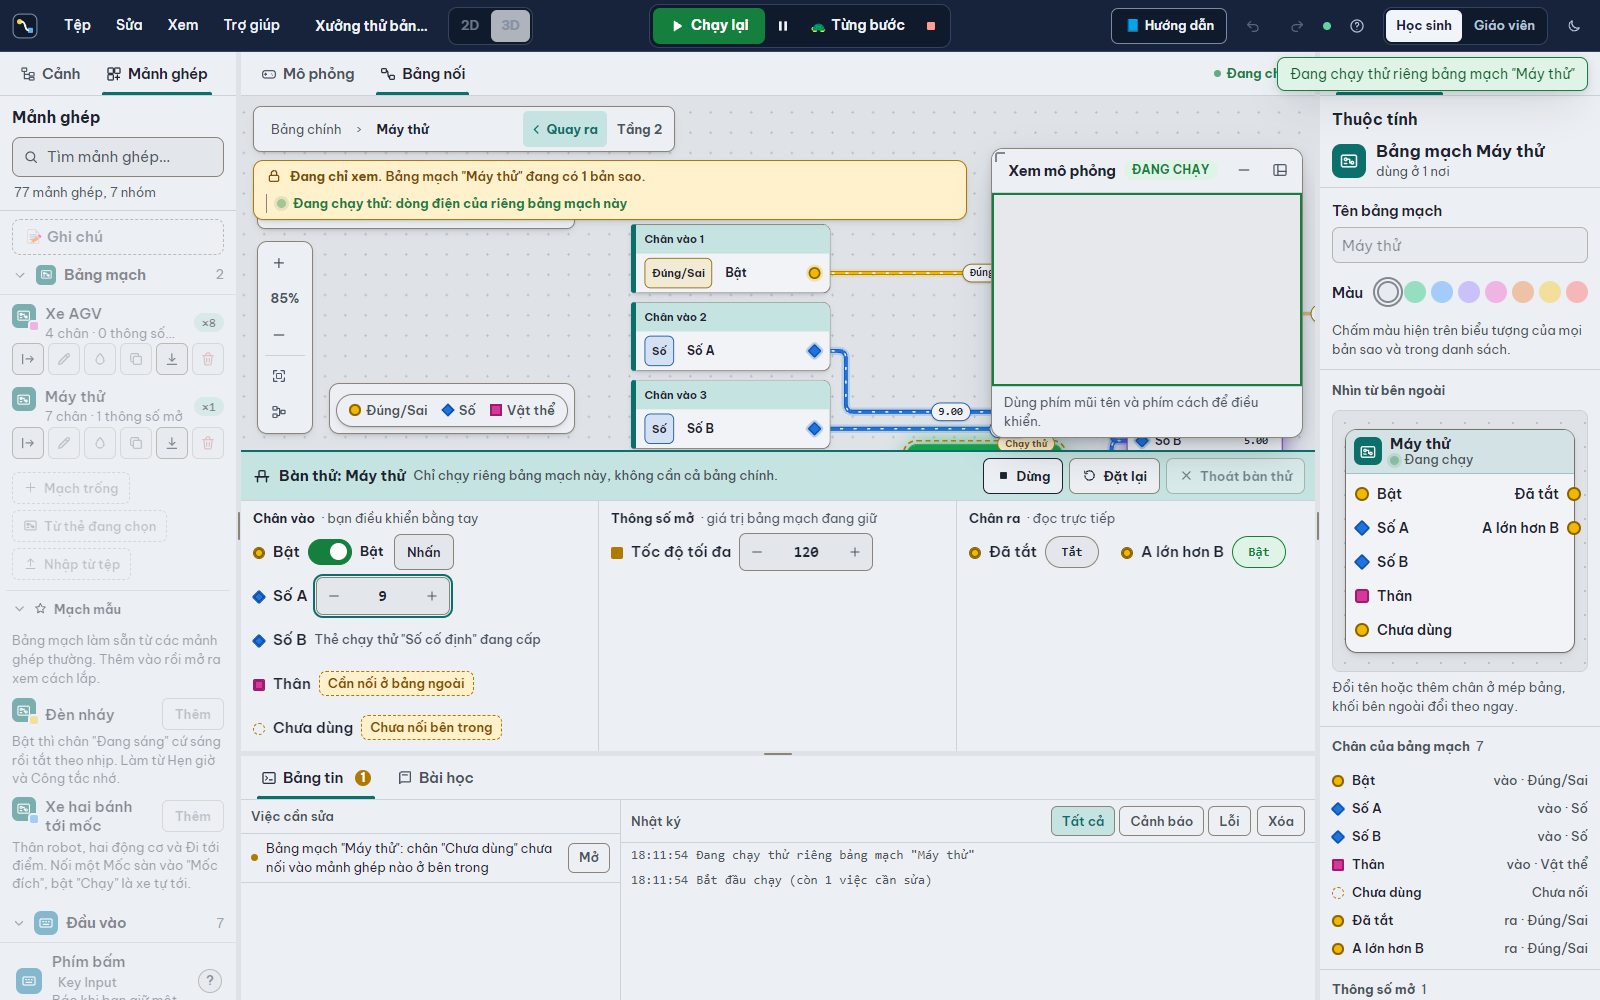 Tệp
Sửa
Xem
Trợ giúp
Xưởng thử bản...
2D
3D
Chạy lại
Từng bước
Hướng dẫn
Học sinh
Giáo viên
Cảnh
Mảnh ghép
Mô phỏng
Bảng nối
Đang chạy thử riêng bảng mạch "Máy thử"
Mảnh ghép
Tìm mảnh ghép...
77 mảnh ghép, 7 nhóm
Ghi chú
Bảng mạch
2
Xe AGV
4 chân · 0 thông số...
×8
Máy thử
7 chân · 1 thông số mở
×1
Mạch trống
Từ thẻ đang chọn
Nhập từ tệp
Mạch mẫu
Bảng mạch làm sẵn từ các mảnh
ghép thường. Thêm vào rồi mở ra
xem cách lắp.
Đèn nháy
Thêm
Bật thì chân "Đang sáng" cứ sáng
rồi tắt theo nhịp. Làm từ Hẹn giờ
và Công tắc nhớ.
Xe hai bánh
tới mốc
Thêm
Thân robot, hai động cơ và Đi tới
điểm. Nối một Mốc sàn vào "Mốc
đích", bật "Chạy" là xe tự tới.
Đầu vào
7
Phím bấm
Key Input
?
Bảng chính
Máy thử
Quay ra
Tầng 2
Đang chỉ xem. Bảng mạch "Máy thử" đang có 1 bản sao.
Đang chạy thử: dòng điện của riêng bảng mạch này
85%
Đúng/Sai
Số
Vật thể
Chân vào 1
Đúng/Sai
Bật
Chân vào 2
Số
Số A
Chân vào 3
Số
Số B
9.00
Chạy thử
Số B
5.00
Xem mô phỏng
ĐANG CHẠY
Dùng phím mũi tên và phím cách để điều
khiển.
Bàn thử: Máy thử
Chỉ chạy riêng bảng mạch này, không cần cả bảng chính.
Dừng
Đặt lại
Thoát bàn thử
Chân vào · bạn điều khiển bằng tay
Bật
Bật
Nhấn
Số A
9
Số B
Thẻ chạy thử "Số cố định" đang cấp
Thân
Cần nối ở bảng ngoài
Chưa dùng
Chưa nối bên trong
Thông số mở · giá trị bảng mạch đang giữ
Tốc độ tối đa
120
Chân ra · đọc trực tiếp
Đã tắt
Tắt
A lớn hơn B
Bật
Bảng tin
1
Bài học
Việc cần sửa
Bảng mạch "Máy thử": chân "Chưa dùng" chưa
nối vào mảnh ghép nào ở bên trong
Mở
Nhật ký
Tất cả
Cảnh báo
Lỗi
Xóa
18:11:54 Đang chạy thử riêng bảng mạch "Máy thử"
18:11:54 Bắt đầu chạy (còn 1 việc cần sửa)
Thuộc tính
Bảng mạch Máy thử
dùng ở 1 nơi
Tên bảng mạch
Máy thử
Màu
Chấm màu hiện trên biểu tượng của mọi
bản sao và trong danh sách.
Nhìn từ bên ngoài
Máy thử
Đang chạy
Bật
Đã tắt
Số A
A lớn hơn B
Số B
Thân
Chưa dùng
Đổi tên hoặc thêm chân ở mép bảng,
khối bên ngoài đổi theo ngay.
Chân của bảng mạch 7
Bật
vào · Đúng/Sai
Số A
vào · Số
Số B
vào · Số
Thân
vào · Vật thể
Chưa dùng
Chưa nối
Đã tắt
ra · Đúng/Sai
A lớn hơn B
ra · Đúng/Sai
Thông số mở 1